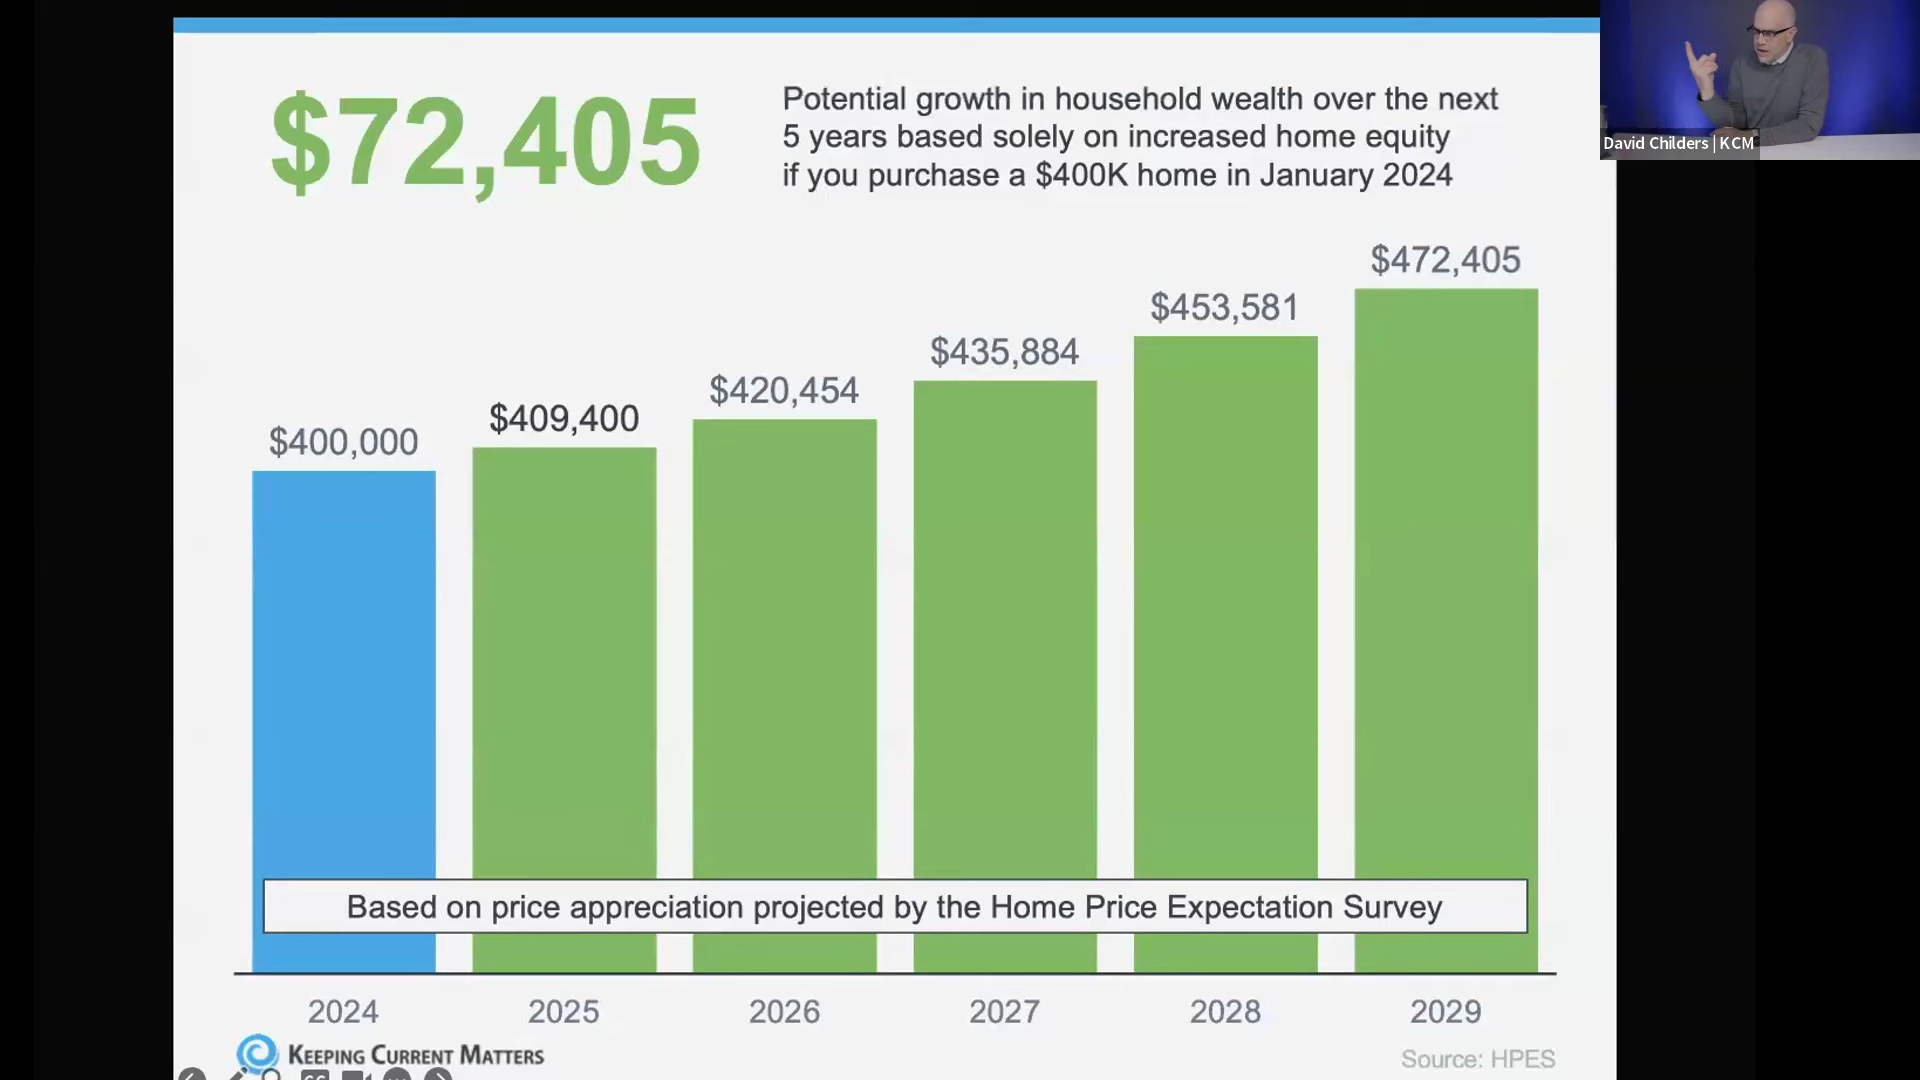 $72,405
Potential growth in household wealth over the next
5 years based solely on increased home equity
if you purchase a $400K home in January 2024
David Childers | KCM
$400,000
$409,400
$420,454
$435,884
$453,581
$472,405
Based on price appreciation projected by the Home Price Expectation Survey
2024
2025
2026
2027
2028
2029
KEEPING CURRENT MATTERS
Source: HPES